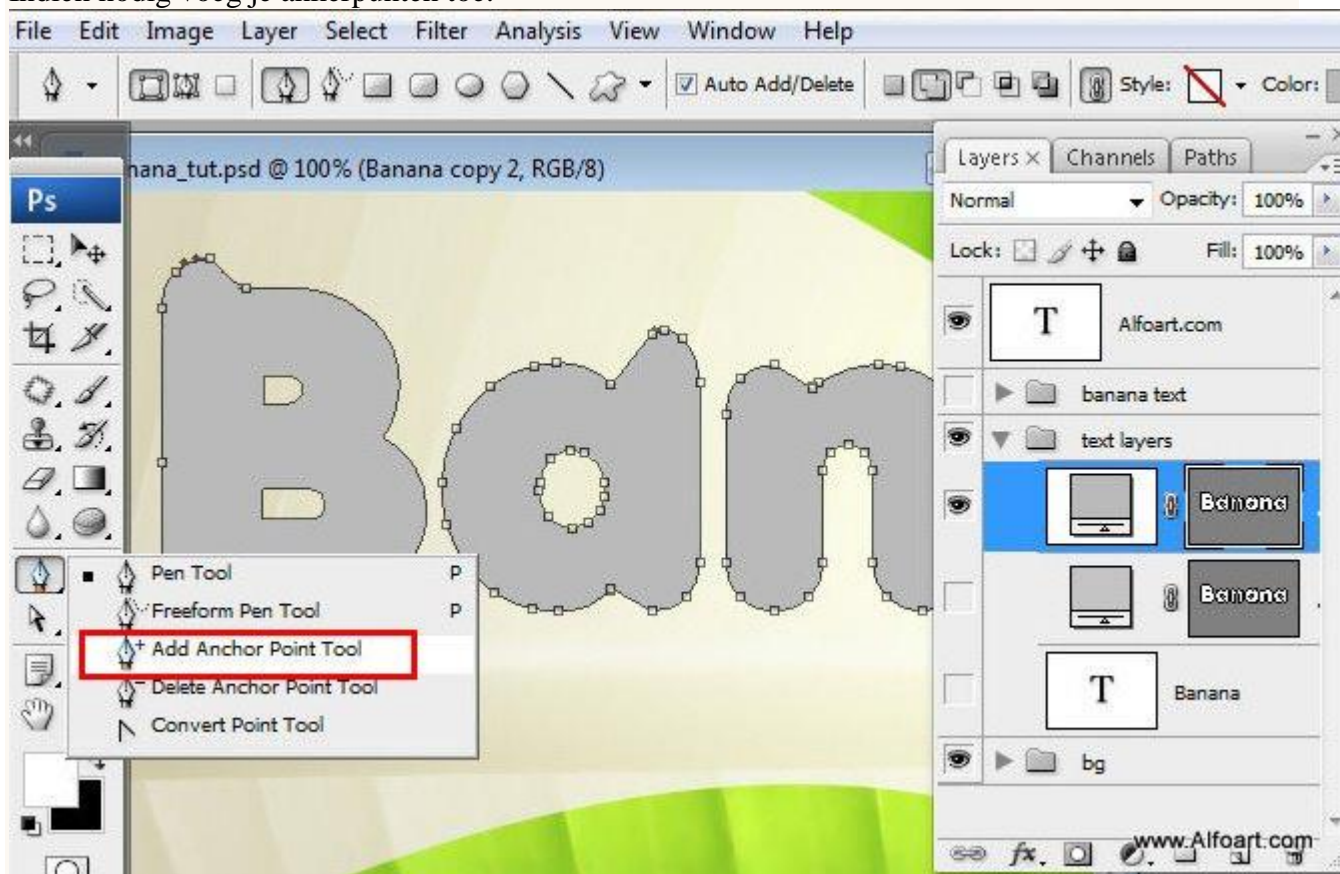 indien nodig voeg je ankerpunten toe.
File Edit Image Layer Select Filter Analysis View Window Help
Auto Add/Delete Style: Color:
nana_tut.psd @ 100% (Banana copy 2, RGB/8)
Ps
Layers × Channels Paths
Normal Opacity: 100%
Lock: Fill: 100%
T Alfoart.com
banana text
text layers
Banana
Banana
T Banana
bg
Ban
Pen Tool P
Freeform Pen Tool P
Add Anchor Point Tool
Delete Anchor Point Tool
Convert Point Tool
fx.
www.Alfoart.com